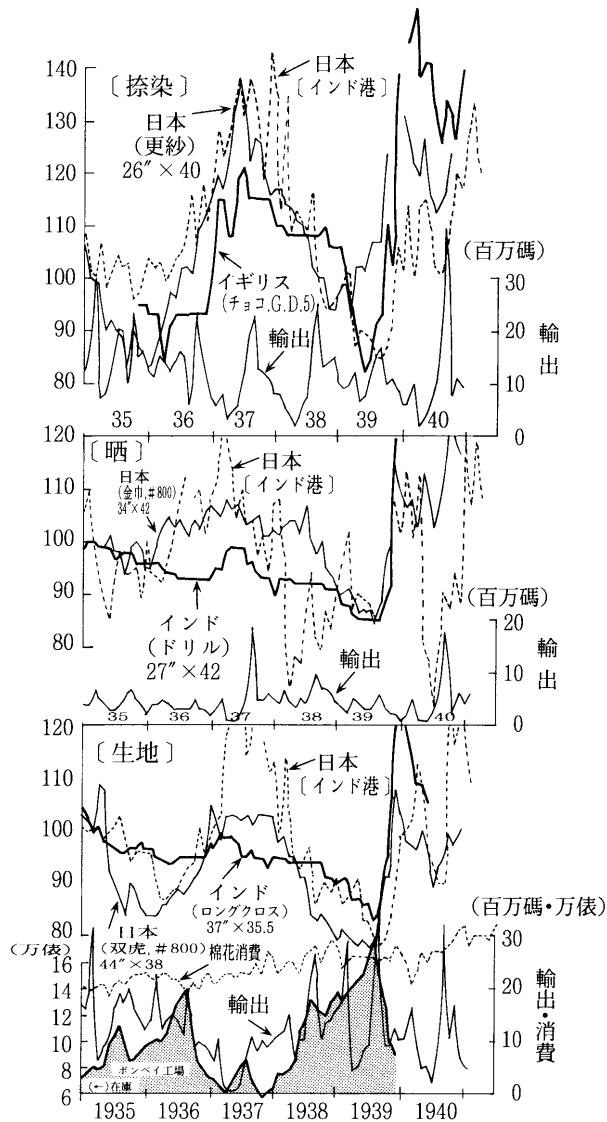 〔捺染〕
日本
〔インド港〕
日本
(更紗)
26″×40
イギリス
(チョコ.G.D.5)
輸出
(百万碼)
輸出
140
130
120
110
100
90
80
30
20
10
0
35 36 37 38 39 40
〔晒〕
日本
(金巾,#800)
34″×42
日本
〔インド港〕
インド
(ドリル)
27″×42
輸出
(百万碼)
輸出
120
110
100
90
80
20
10
5
0
35 36 37 38 39 40
〔生地〕
日本
〔インド港〕
インド
(ロングクロス)
37″×35.5
日本
(双虎,#800)
44″×38
棉花消費
輸出
ボンベイ工場
(←)在庫
(百万碼・万俵)
輸出・消費
(万俵)
120
110
100
90
80
16
14
12
10
8
6
30
20
10
0
1935 1936 1937 1938 1939 1940